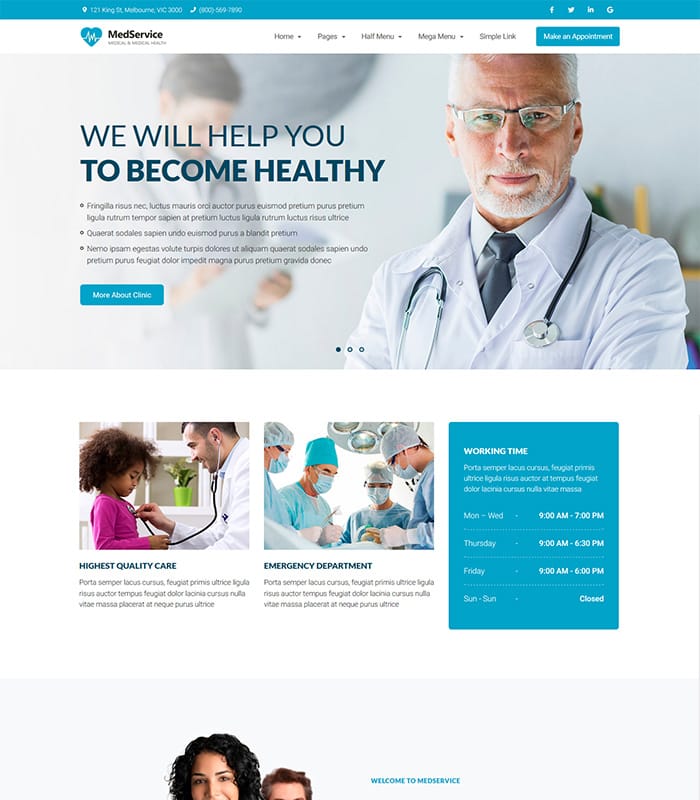 121 King St, Melbourne, VIC 3000 (800)-569-7890
MedService
MEDICAL & MEDICAL HEALTH
Home Pages Half Menu Mega Menu Simple Link Make an Appointment
WE WILL HELP YOU
TO BECOME HEALTHY
Fringilla risus nec, luctus mauris orci auctor purus euismod pretium purus pretium
ligula rutrum tempor sapien at pretium luctus ligula rutrum luctus risus ultrice
Quaerat sodales sapien undo euismod purus a blandit pretium
Nemo ipsam egestas volute turpis dolores ut aliquam quaerat sodales sapien undo
pretium purus feugiat dolor impedit magna purus pretium gravida donec
More About Clinic
HIGHEST QUALITY CARE
Porta semper lacus cursus, feugiat primis ultrice ligula
risus auctor at tempus feugiat dolor lacinia cursus nulla
vitae massa placerat at neque purus ultrice
EMERGENCY DEPARTMENT
Porta semper lacus cursus, feugiat primis ultrice ligula
risus auctor at tempus feugiat dolor lacinia cursus nulla
vitae massa placerat at neque purus ultrice
WORKING TIME
Porta semper lacus cursus, feugiat primis
ultrice ligula risus auctor at tempus feugiat
dolor lacinia cursus nulla vitae massa
Mon – Wed - 9:00 AM - 7:00 PM
Thursday - 9:00 AM - 6:30 PM
Friday - 9:00 AM - 6:00 PM
Sun - Sun - Closed
WELCOME TO MEDSERVICE